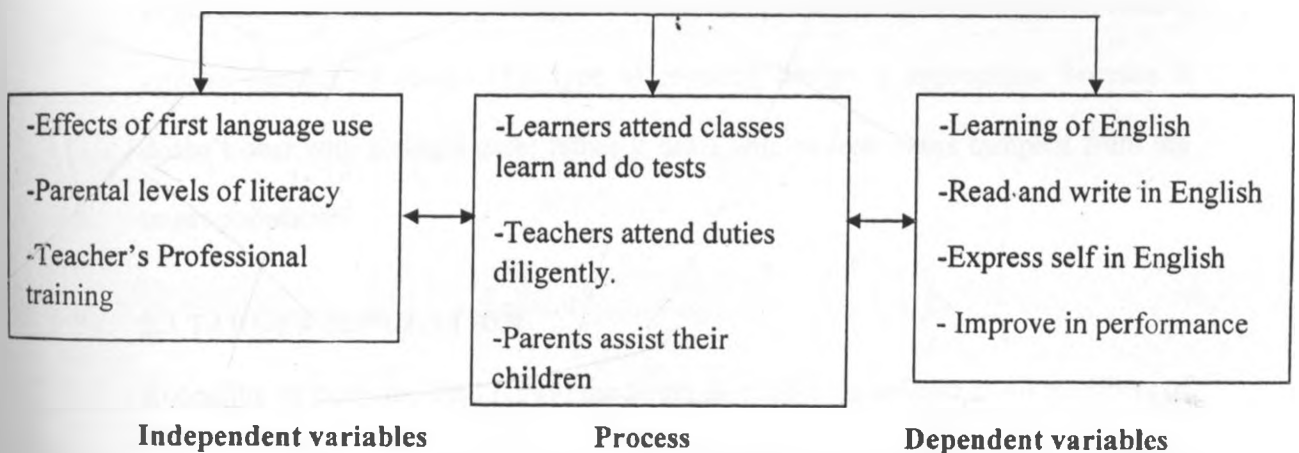 -Effects of first language use
-Parental levels of literacy
-Teacher's Professional
training
-Learners attend classes
learn and do tests
-Teachers attend duties
diligently.
-Parents assist their
children
-Learning of English
-Read and write in English
-Express self in English
- Improve in performance
Independent variables
Process
Dependent variables